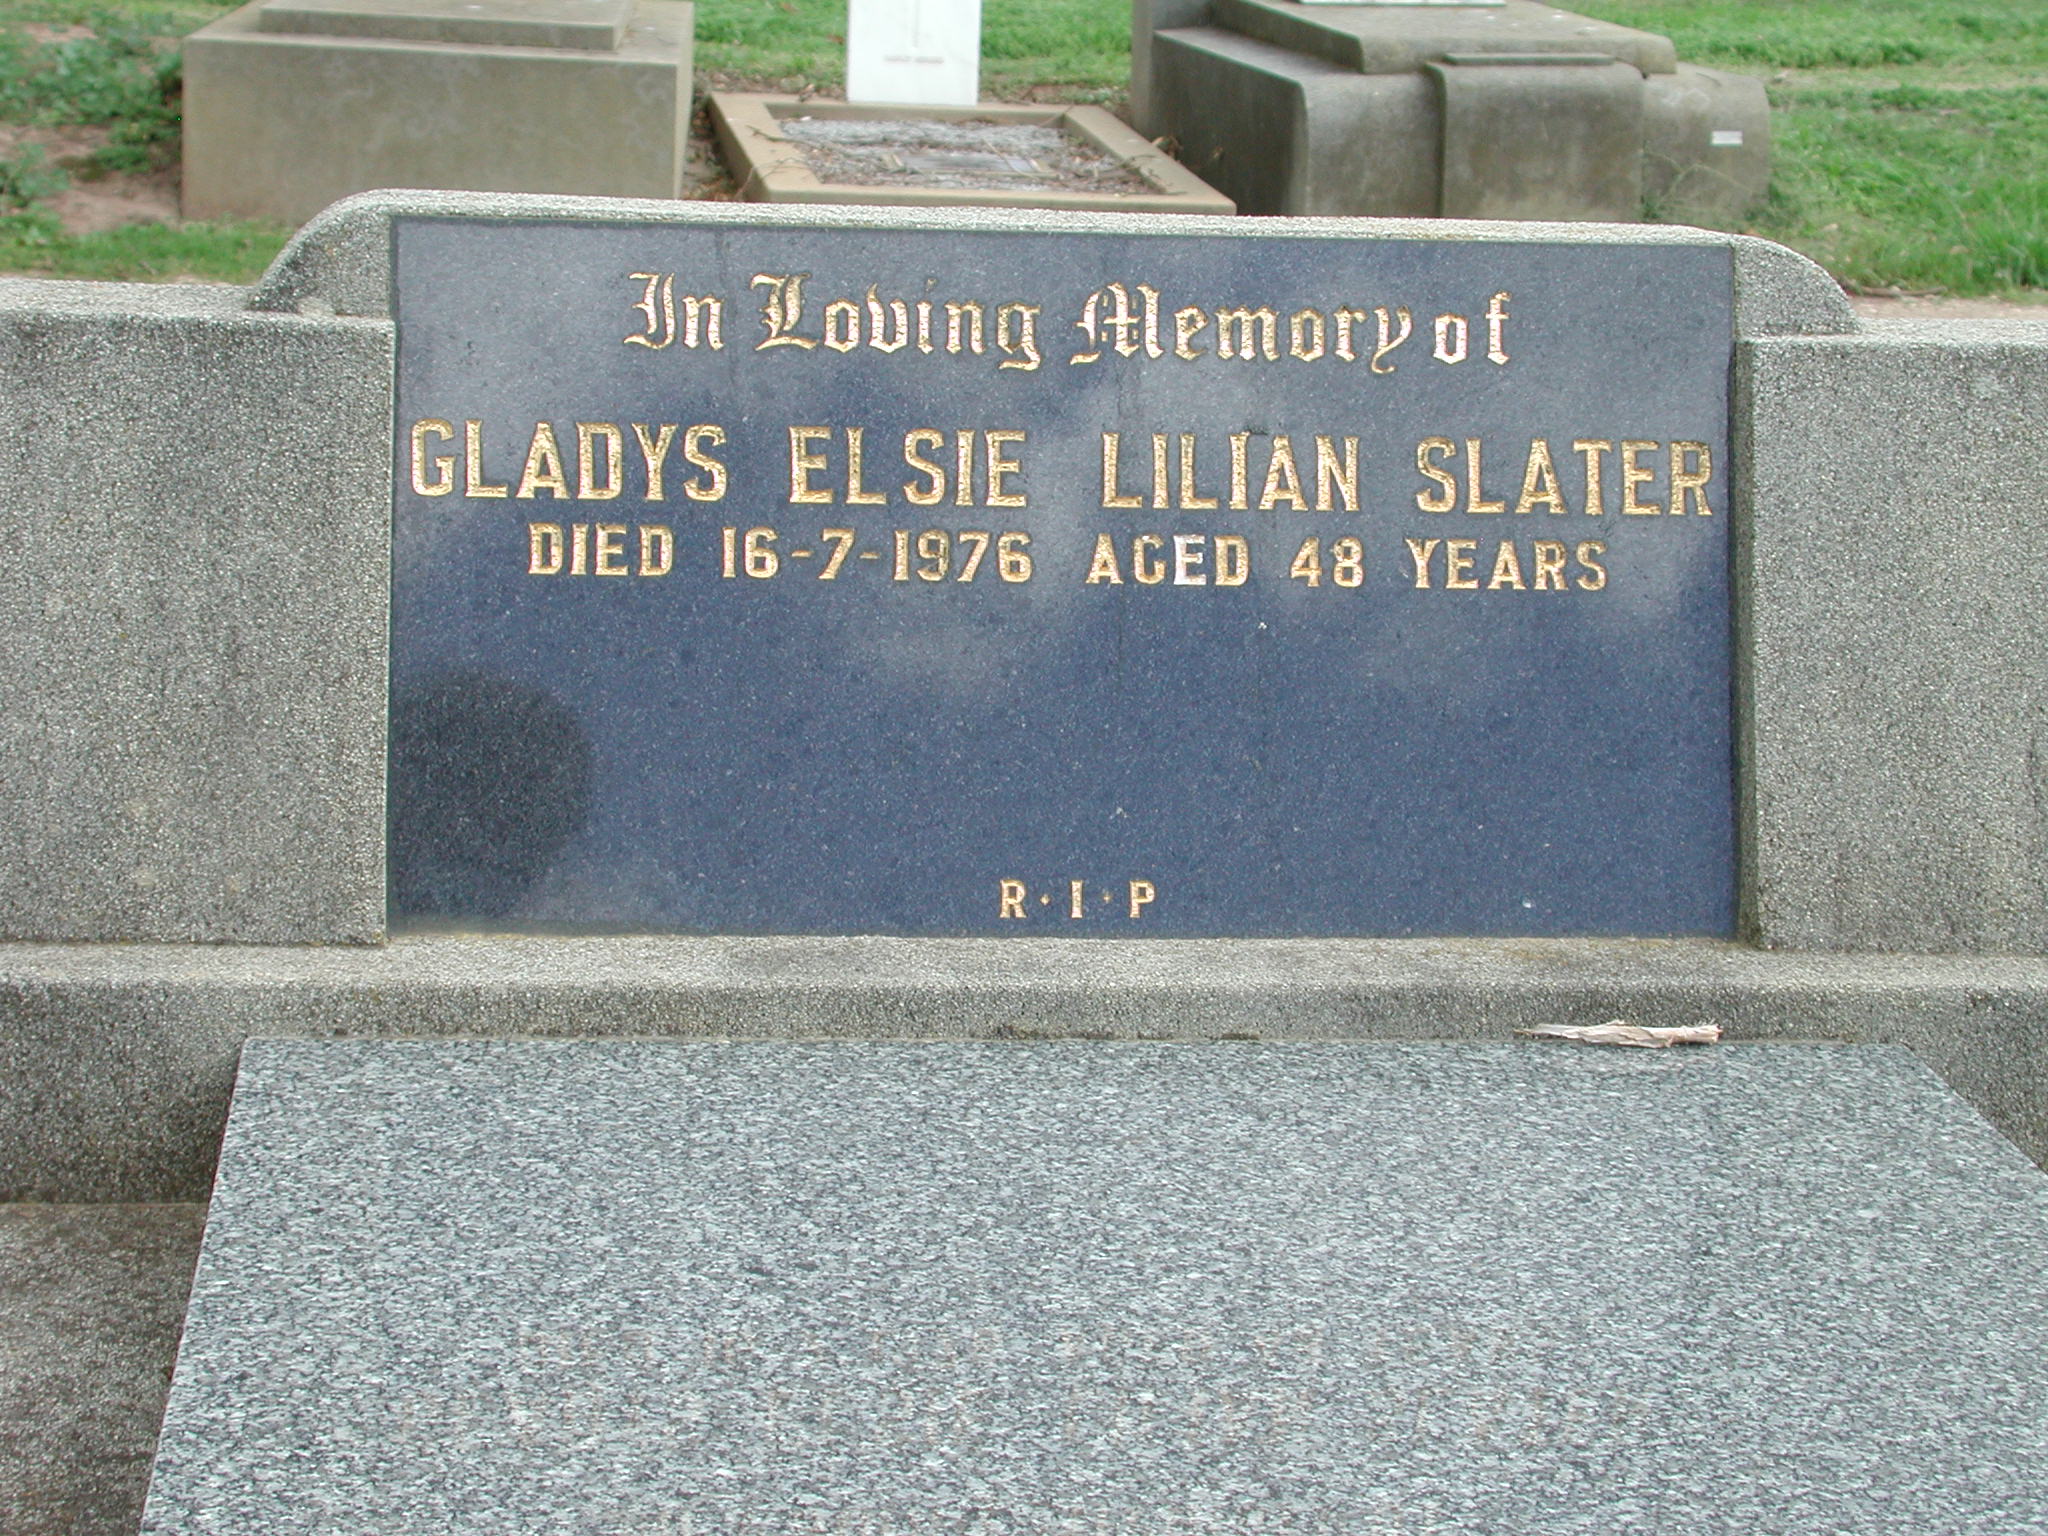 In Loving Memory of
GLADYS ELSIE LILIAN SLATER
DIED 16-7-1976 AGED 48 YEARS
R·I·P